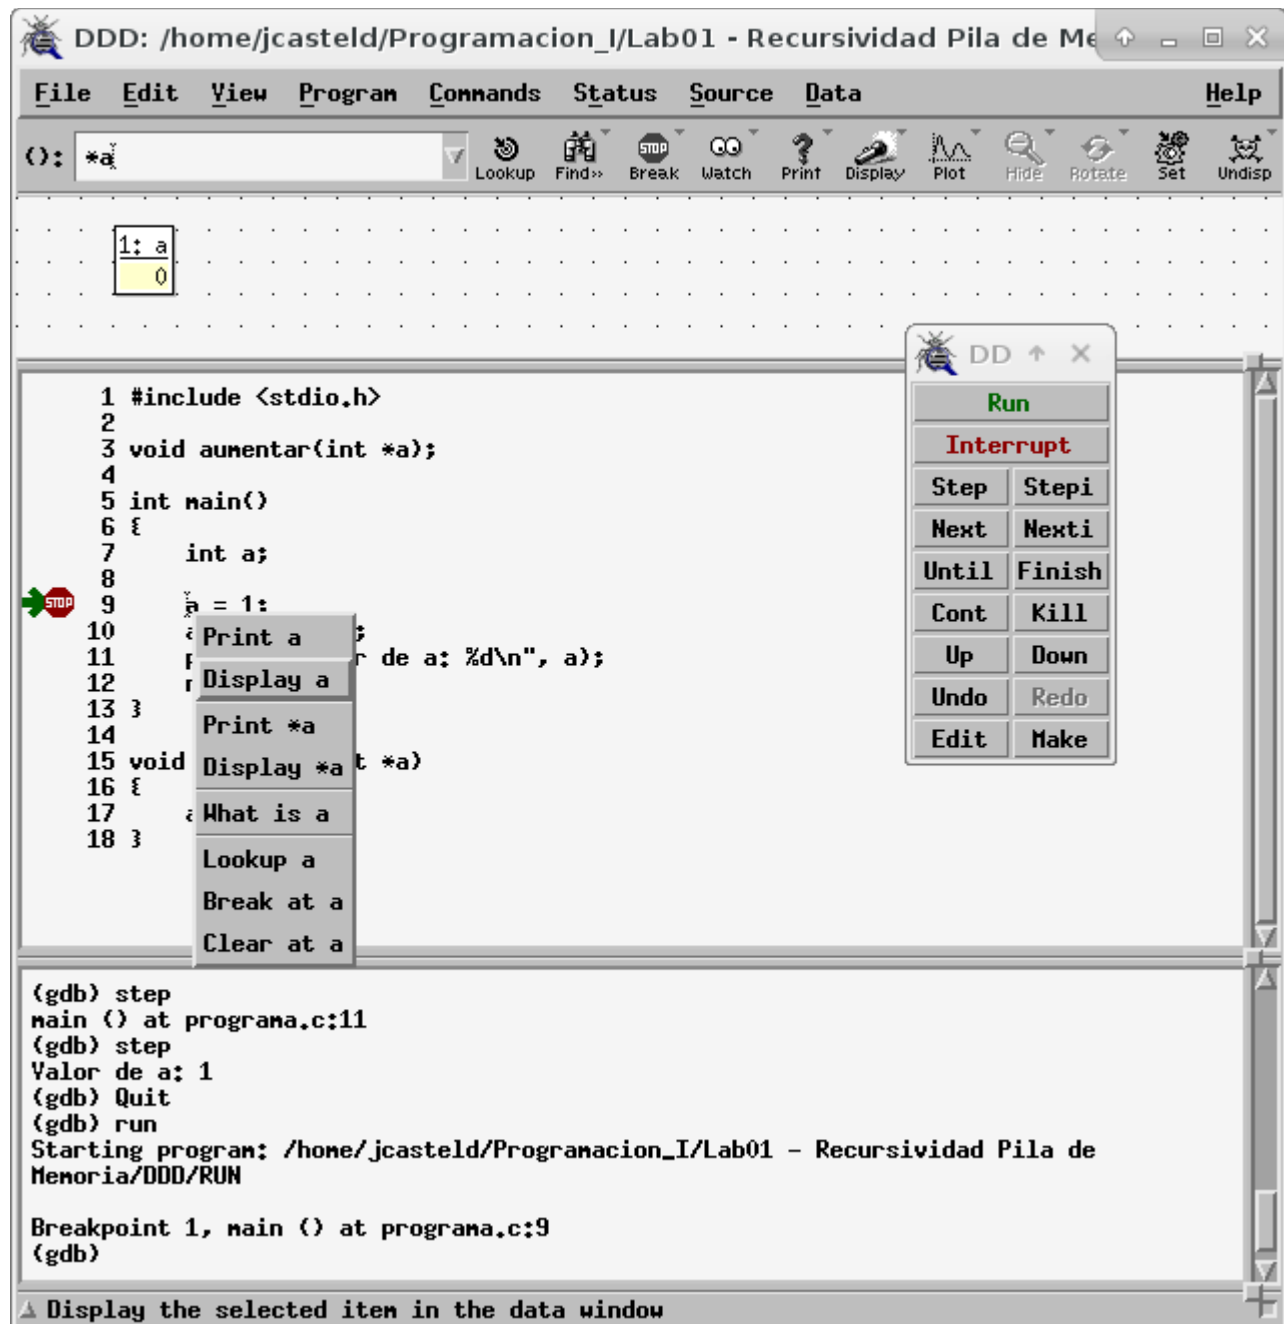 DDD: /home/jcasteld/Programacion_I/Lab01 - Recursividad Pila de Me
File Edit View Program Commands Status Source Data Help
(): *a
Lookup Find» Break Watch Print Display Plot Hide Rotate Set Undisp
STOP
1: a
0
DD
Run
Interrupt
Step Stepi
Next Nexti
Until Finish
Cont Kill
Up Down
Undo Redo
Edit Make
1 #include <stdio.h>
2
3 void aumentar(int *a);
4
5 int main()
6 {
7 int a;
8
STOP 9 a = 1;
10 ;
11 r de a: %d\n", a);
12
13 }
14
15 void t *a)
16 {
17
18 }
Print a
Display a
Print *a
Display *a
What is a
Lookup a
Break at a
Clear at a
(gdb) step
main () at programa.c:11
(gdb) step
Valor de a: 1
(gdb) Quit
(gdb) run
Starting program: /home/jcasteld/Programacion_I/Lab01 - Recursividad Pila de
Memoria/DDD/RUN
Breakpoint 1, main () at programa.c:9
(gdb)
Display the selected item in the data window